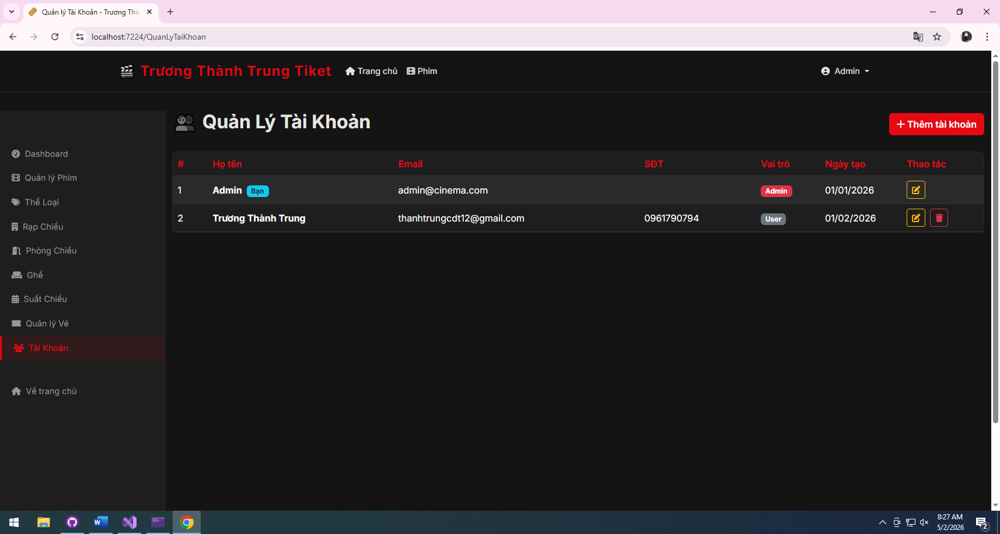 Quản lý Tài Khoản - Trương Thà
localhost:7224/QuanLyTaiKhoan
Trương Thành Trung Tiket
Trang chủ
Phim
Admin
QUẢN TRỊ HỆ THỐNG
Dashboard
Quản lý Phim
Thể Loại
Rạp Chiếu
Phòng Chiếu
Ghế
Suất Chiếu
Quản lý Vé
Tài Khoản
Về trang chủ
Quản Lý Tài Khoản
Thêm tài khoản
# Họ tên Email SĐT Vai trò Ngày tạo Thao tác
1 Admin Bạn admin@cinema.com Admin 01/01/2026
2 Trương Thành Trung thanhtrungcdt12@gmail.com 0961790794 User 01/02/2026
8:27 AM
5/2/2026
2